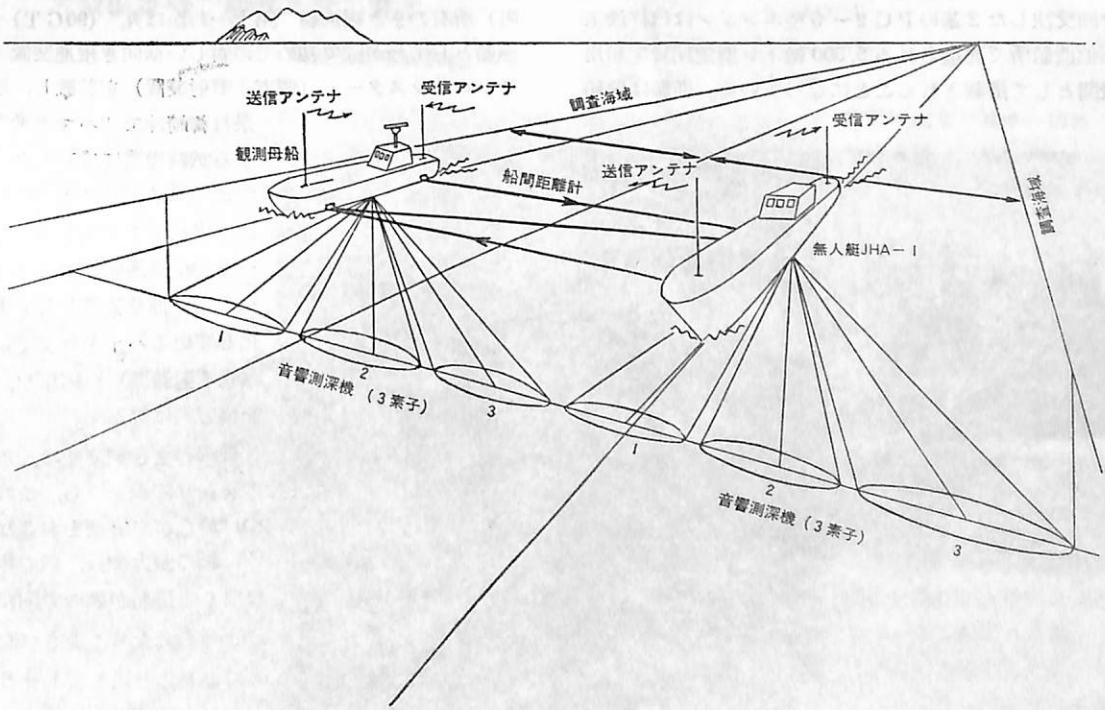 送信アンテナ
受信アンテナ
観測母船
調査海域
受信アンテナ
送信アンテナ
船間距離計
調査海域
無人艇JHA-1
1
2
3
音響測深機(3素子)
1
2
3
音響測深機(3素子)